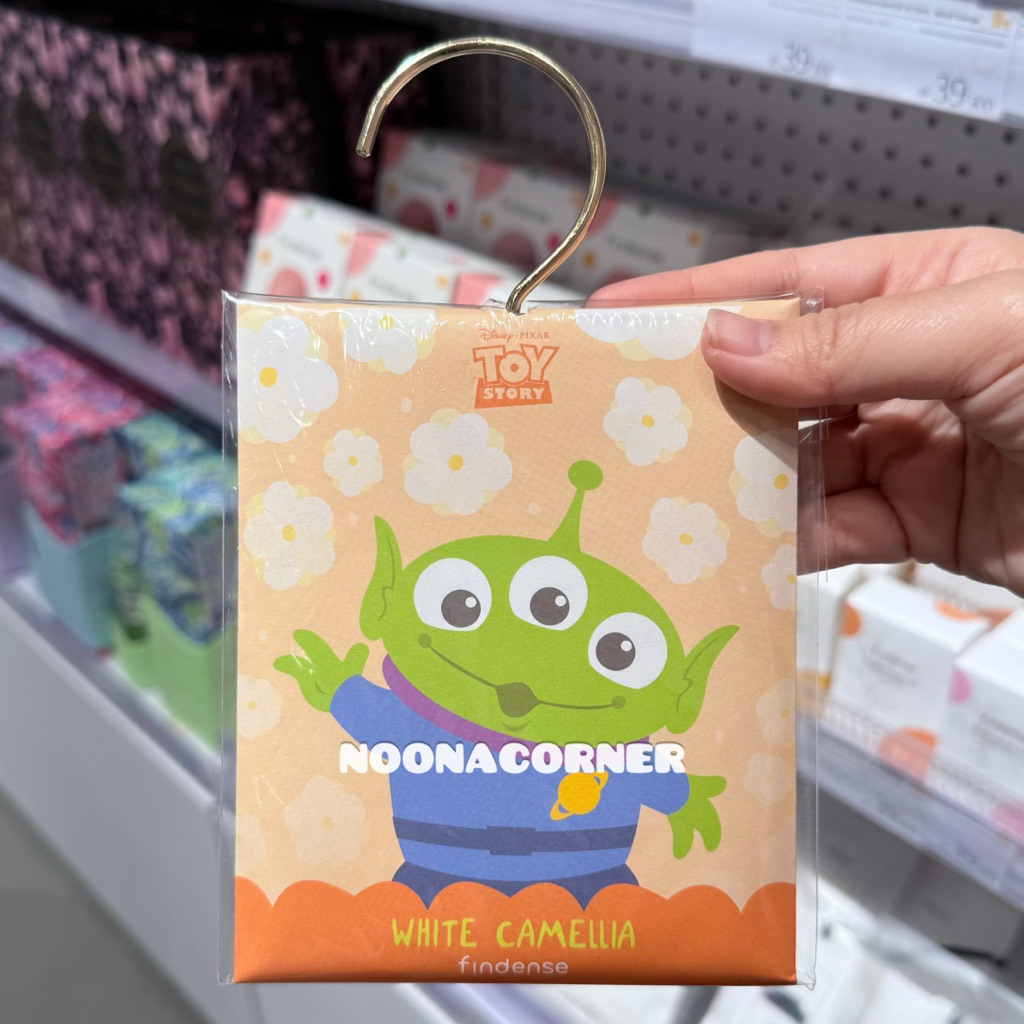 39
39
Disney · PIXAR
TOY
STORY
NOONACORNER
WHITE CAMELLIA
findense